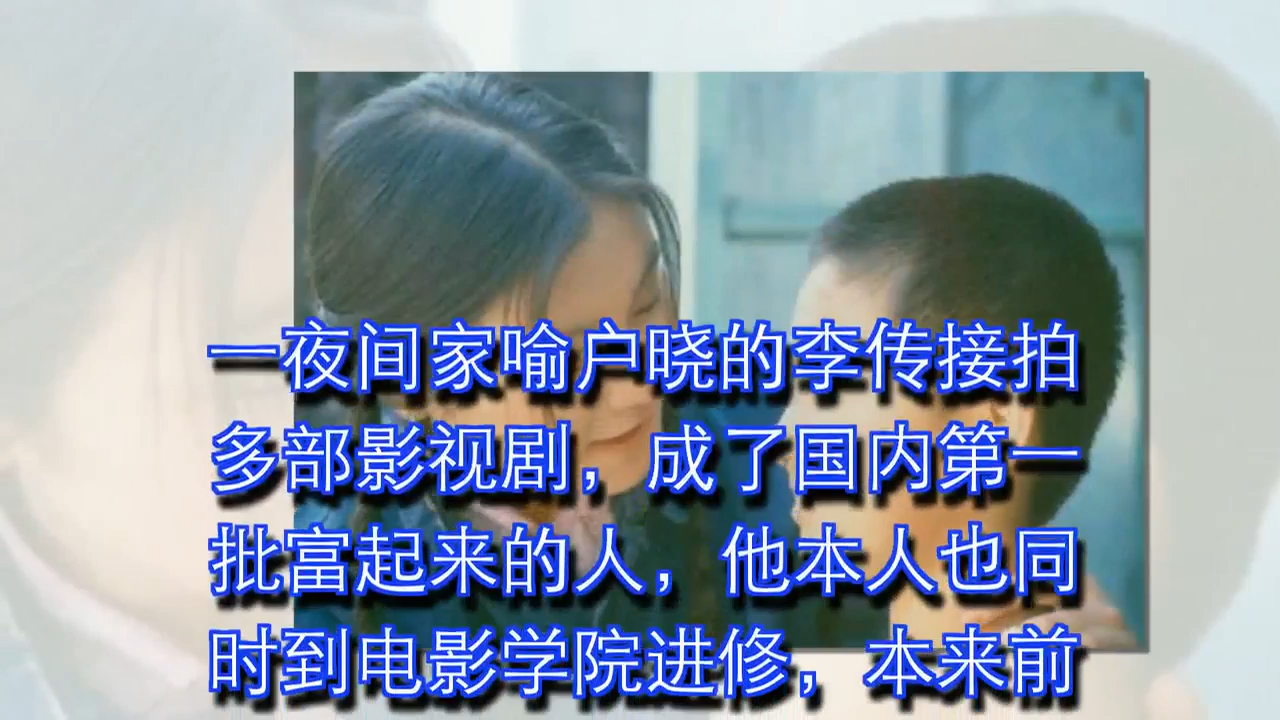 一夜间家喻户晓的李传接拍
多部影视剧，成了国内第一
批富起来的人，他本人也同
时到电影学院进修，本来前